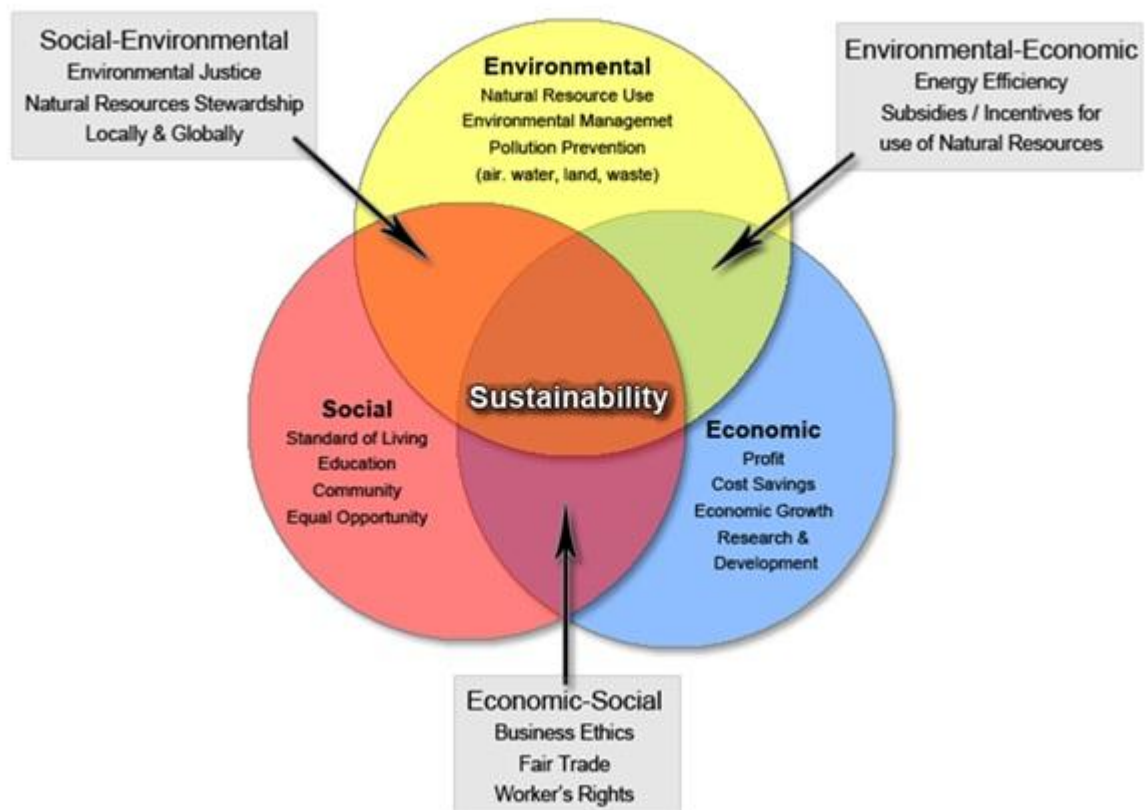 Social-Environmental
Environmental Justice
Natural Resources Stewardship
Locally & Globally
Environmental
Natural Resource Use
Environmental Managemet
Pollution Prevention
(air. water, land, waste)
Environmental-Economic
Energy Efficiency
Subsidies / Incentives for
use of Natural Resources
Sustainability
Social
Standard of Living
Education
Community
Equal Opportunity
Economic
Profit
Cost Savings
Economic Growth
Research &
Development
Economic-Social
Business Ethics
Fair Trade
Worker's Rights